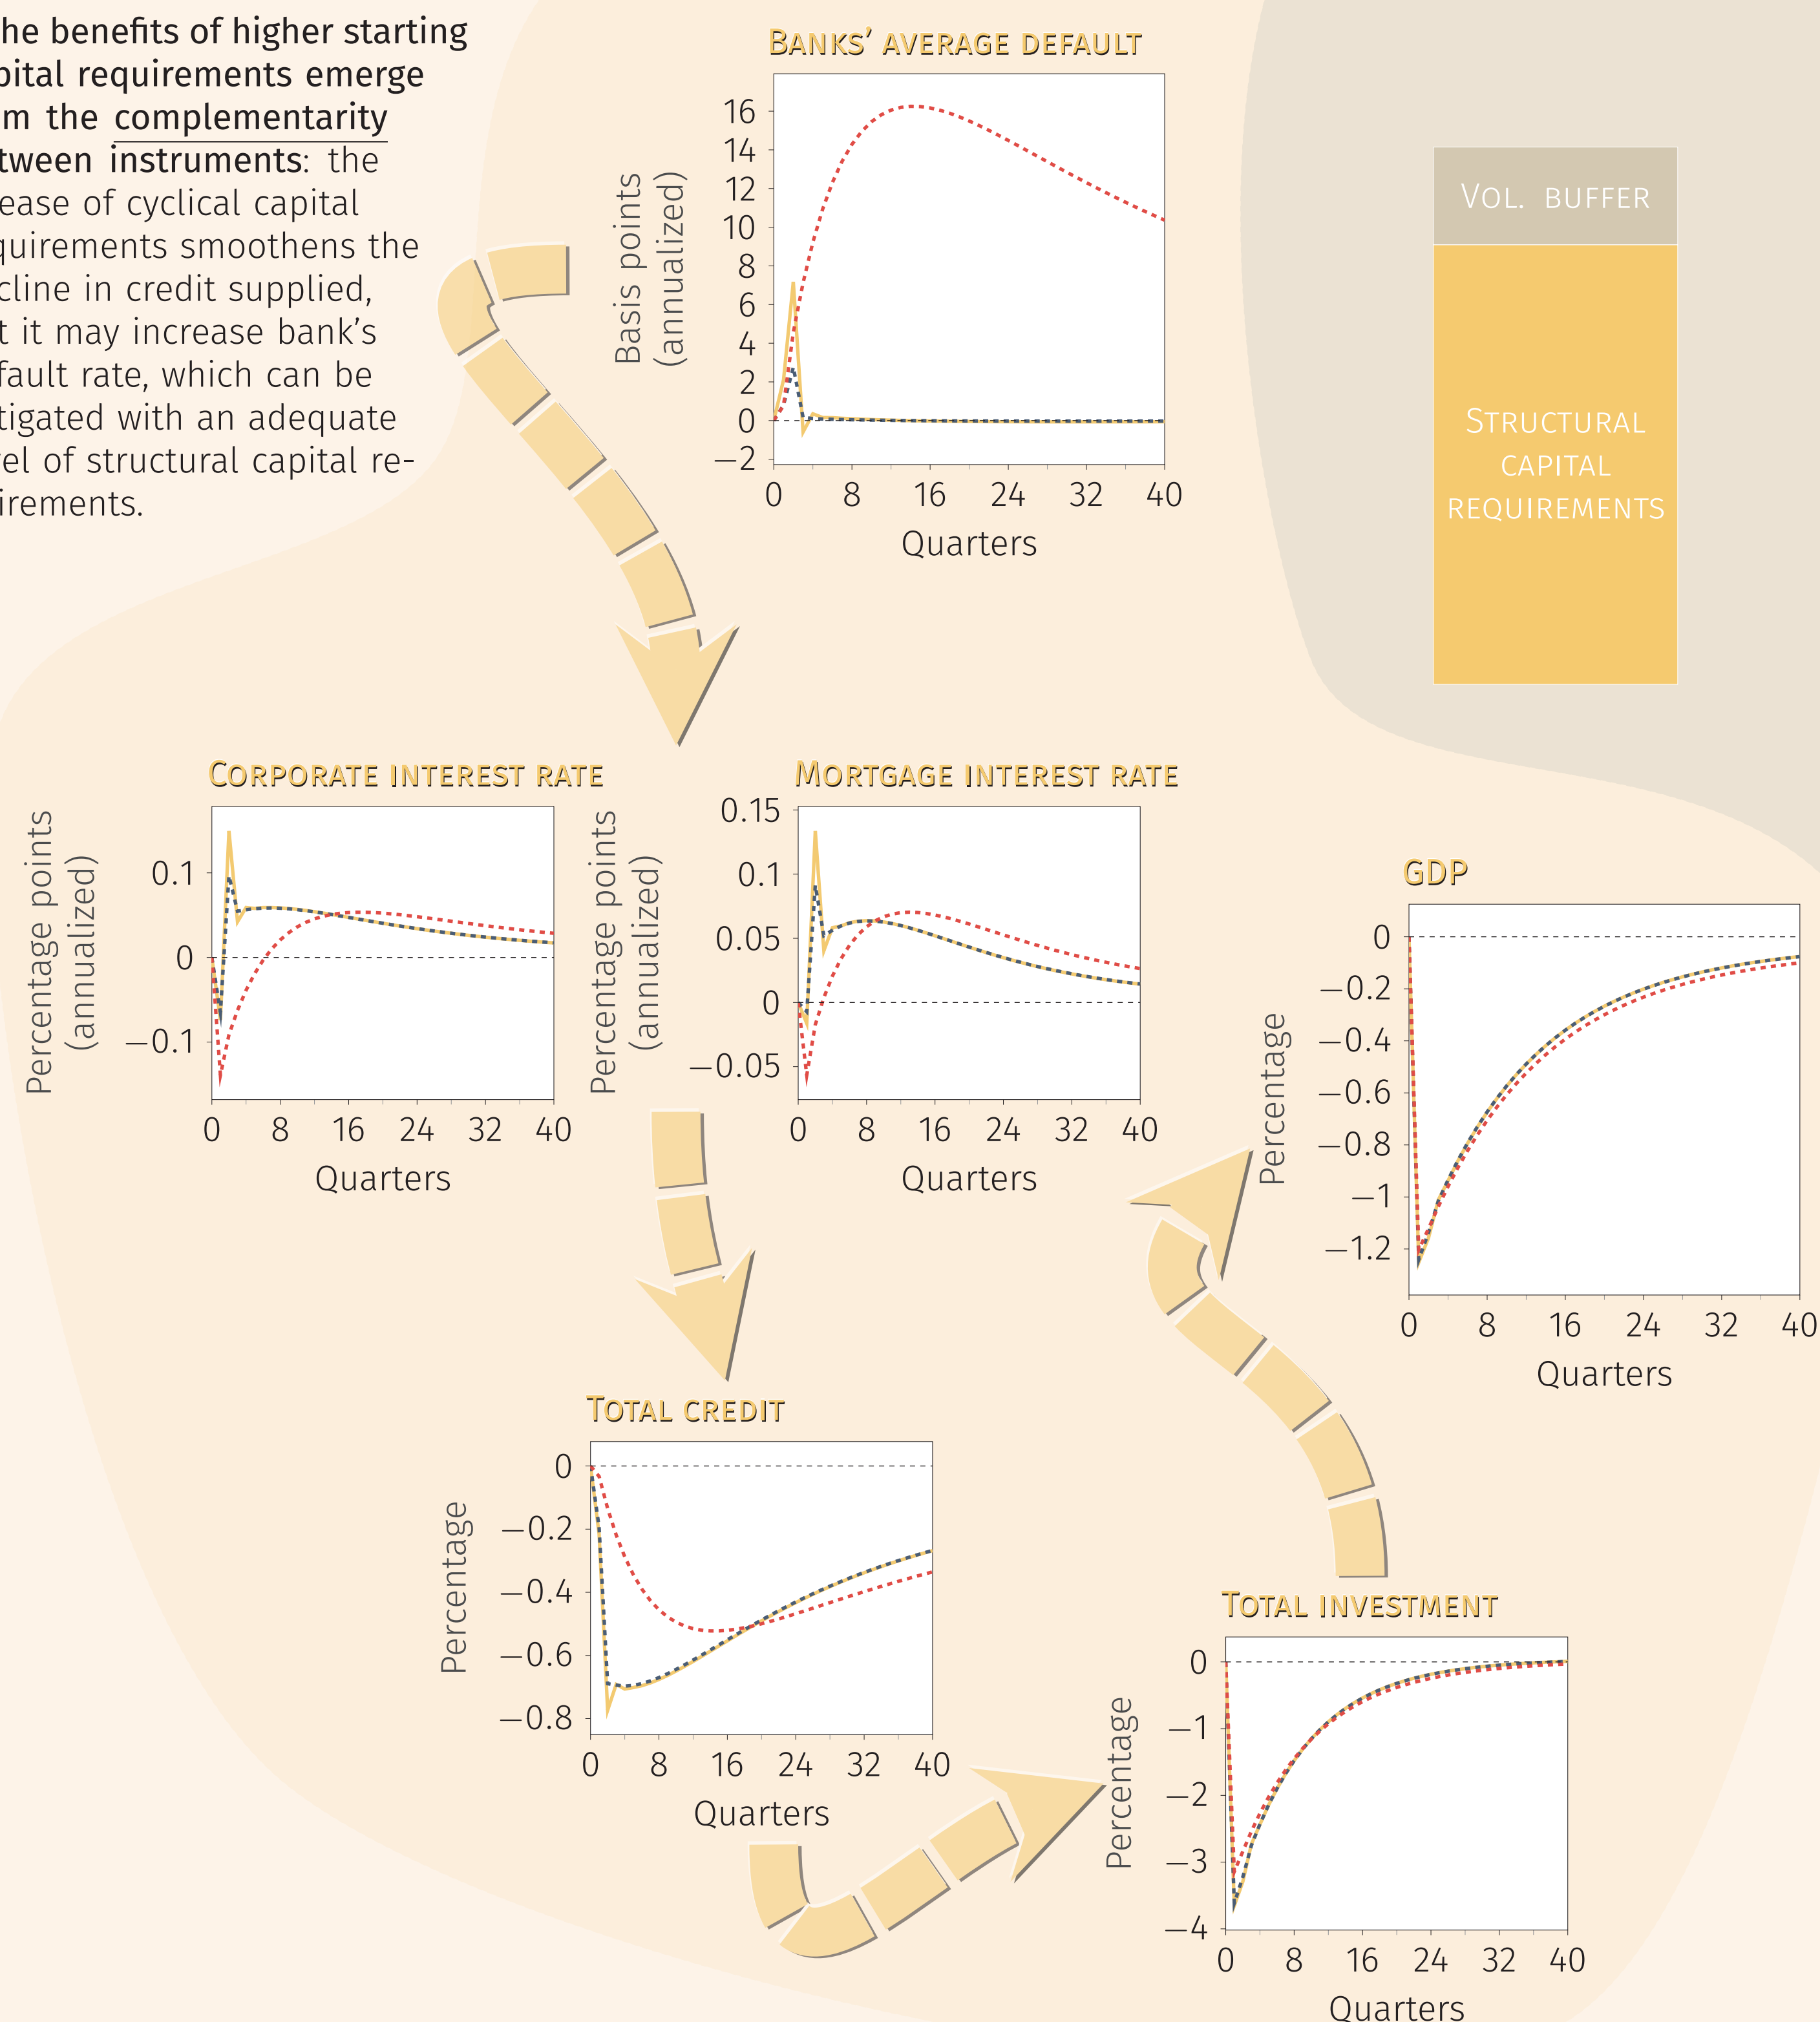 he benefits of higher starting
pital requirements emerge
m the complementarity
tween instruments: the
ease of cyclical capital
quirements smoothens the
cline in credit supplied,
t it may increase bank's
fault rate, which can be
tigated with an adequate
el of structural capital re-
irements.
Banks' average default
Basis points
(annualized)
16
14
12
10
8
6
4
2
0
−2
0 8 16 24 32 40
Quarters
Vol. buffer
Structural
capital
requirements
Corporate interest rate
Percentage points
(annualized)
0.1
0
−0.1
0 8 16 24 32 40
Quarters
Mortgage interest rate
Percentage points
(annualized)
0.15
0.1
0.05
0
−0.05
0 8 16 24 32 40
Quarters
GDP
Percentage
0
−0.2
−0.4
−0.6
−0.8
−1
−1.2
0 8 16 24 32 40
Quarters
Total credit
Percentage
0
−0.2
−0.4
−0.6
−0.8
0 8 16 24 32 40
Quarters
Total investment
Percentage
0
−1
−2
−3
−4
0 8 16 24 32 40
Quarters